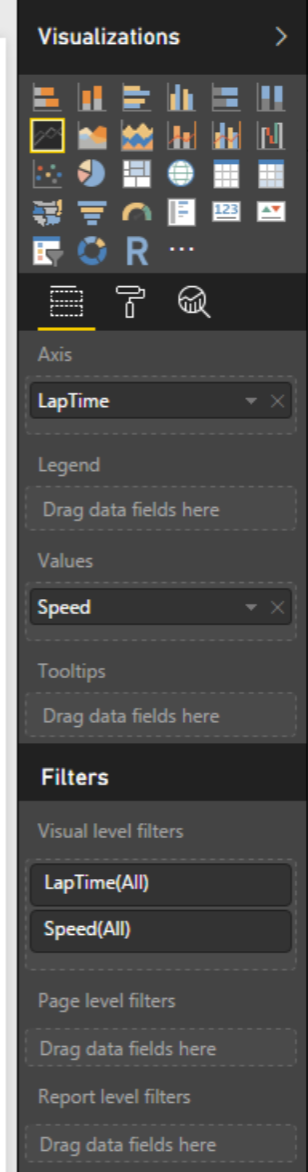 Visualizations
123
R
Axis
LapTime
Legend
Drag data fields here
Values
Speed
Tooltips
Drag data fields here
Filters
Visual level filters
LapTime(All)
Speed(All)
Page level filters
Drag data fields here
Report level filters
Drag data fields here